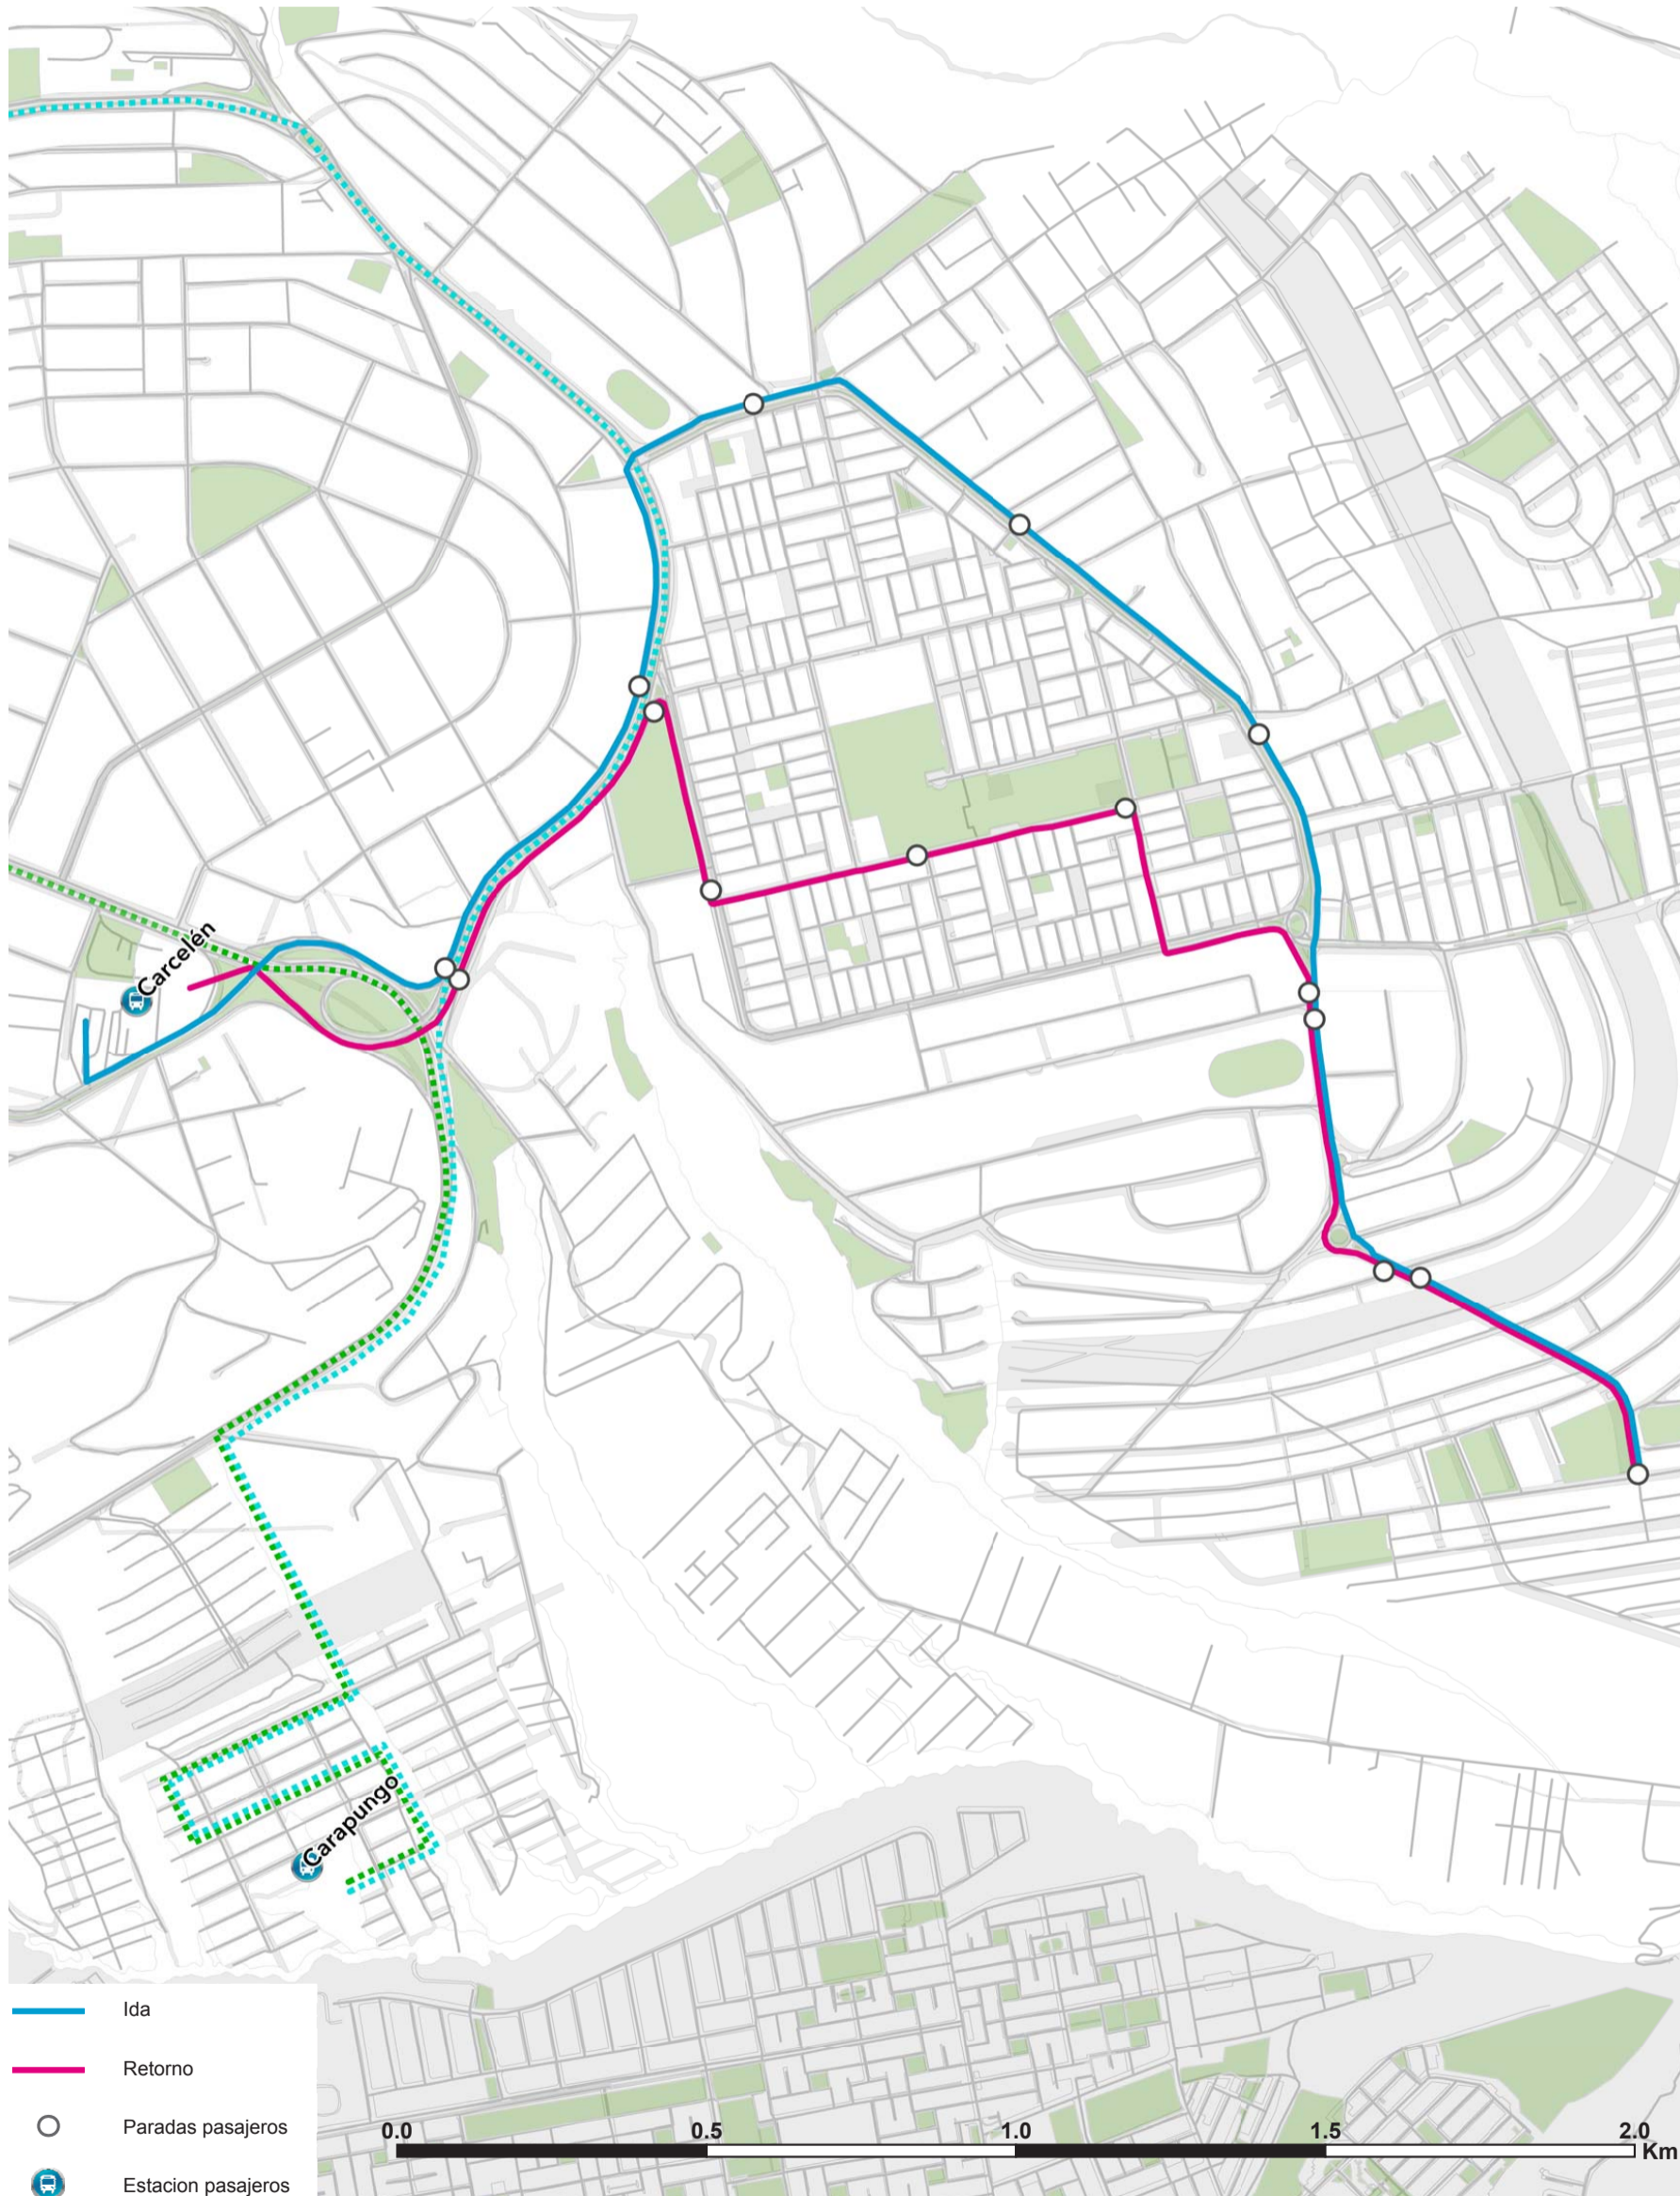 Carcelén
Carapungo
Ida
Retorno
Paradas pasajeros
Estacion pasajeros
0.0 0.5 1.0 1.5 2.0
Km